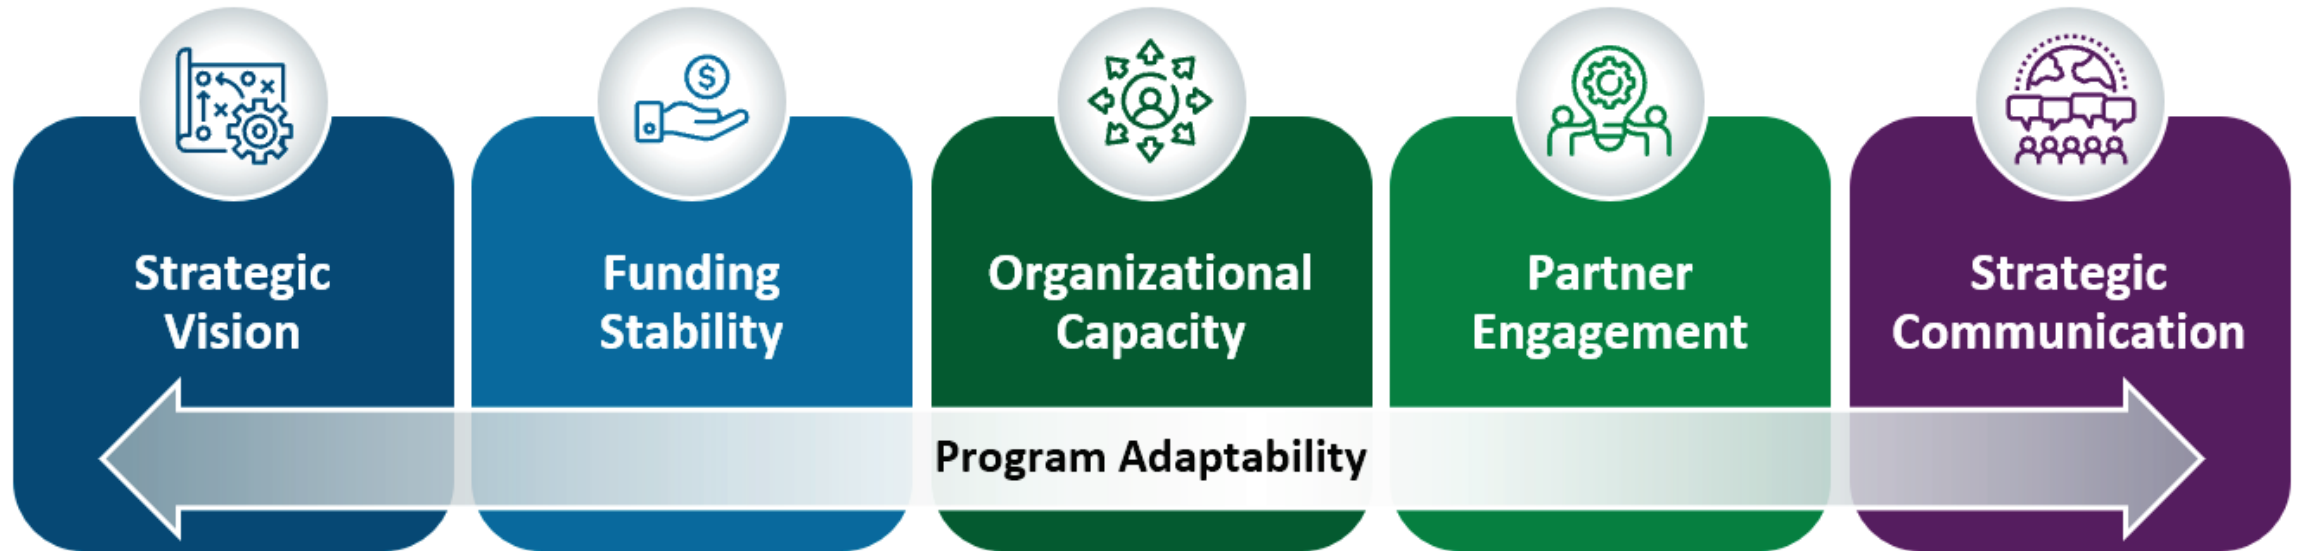 Strategic
Vision
Funding
Stability
Organizational
Capacity
Partner
Engagement
Strategic
Communication
Program Adaptability